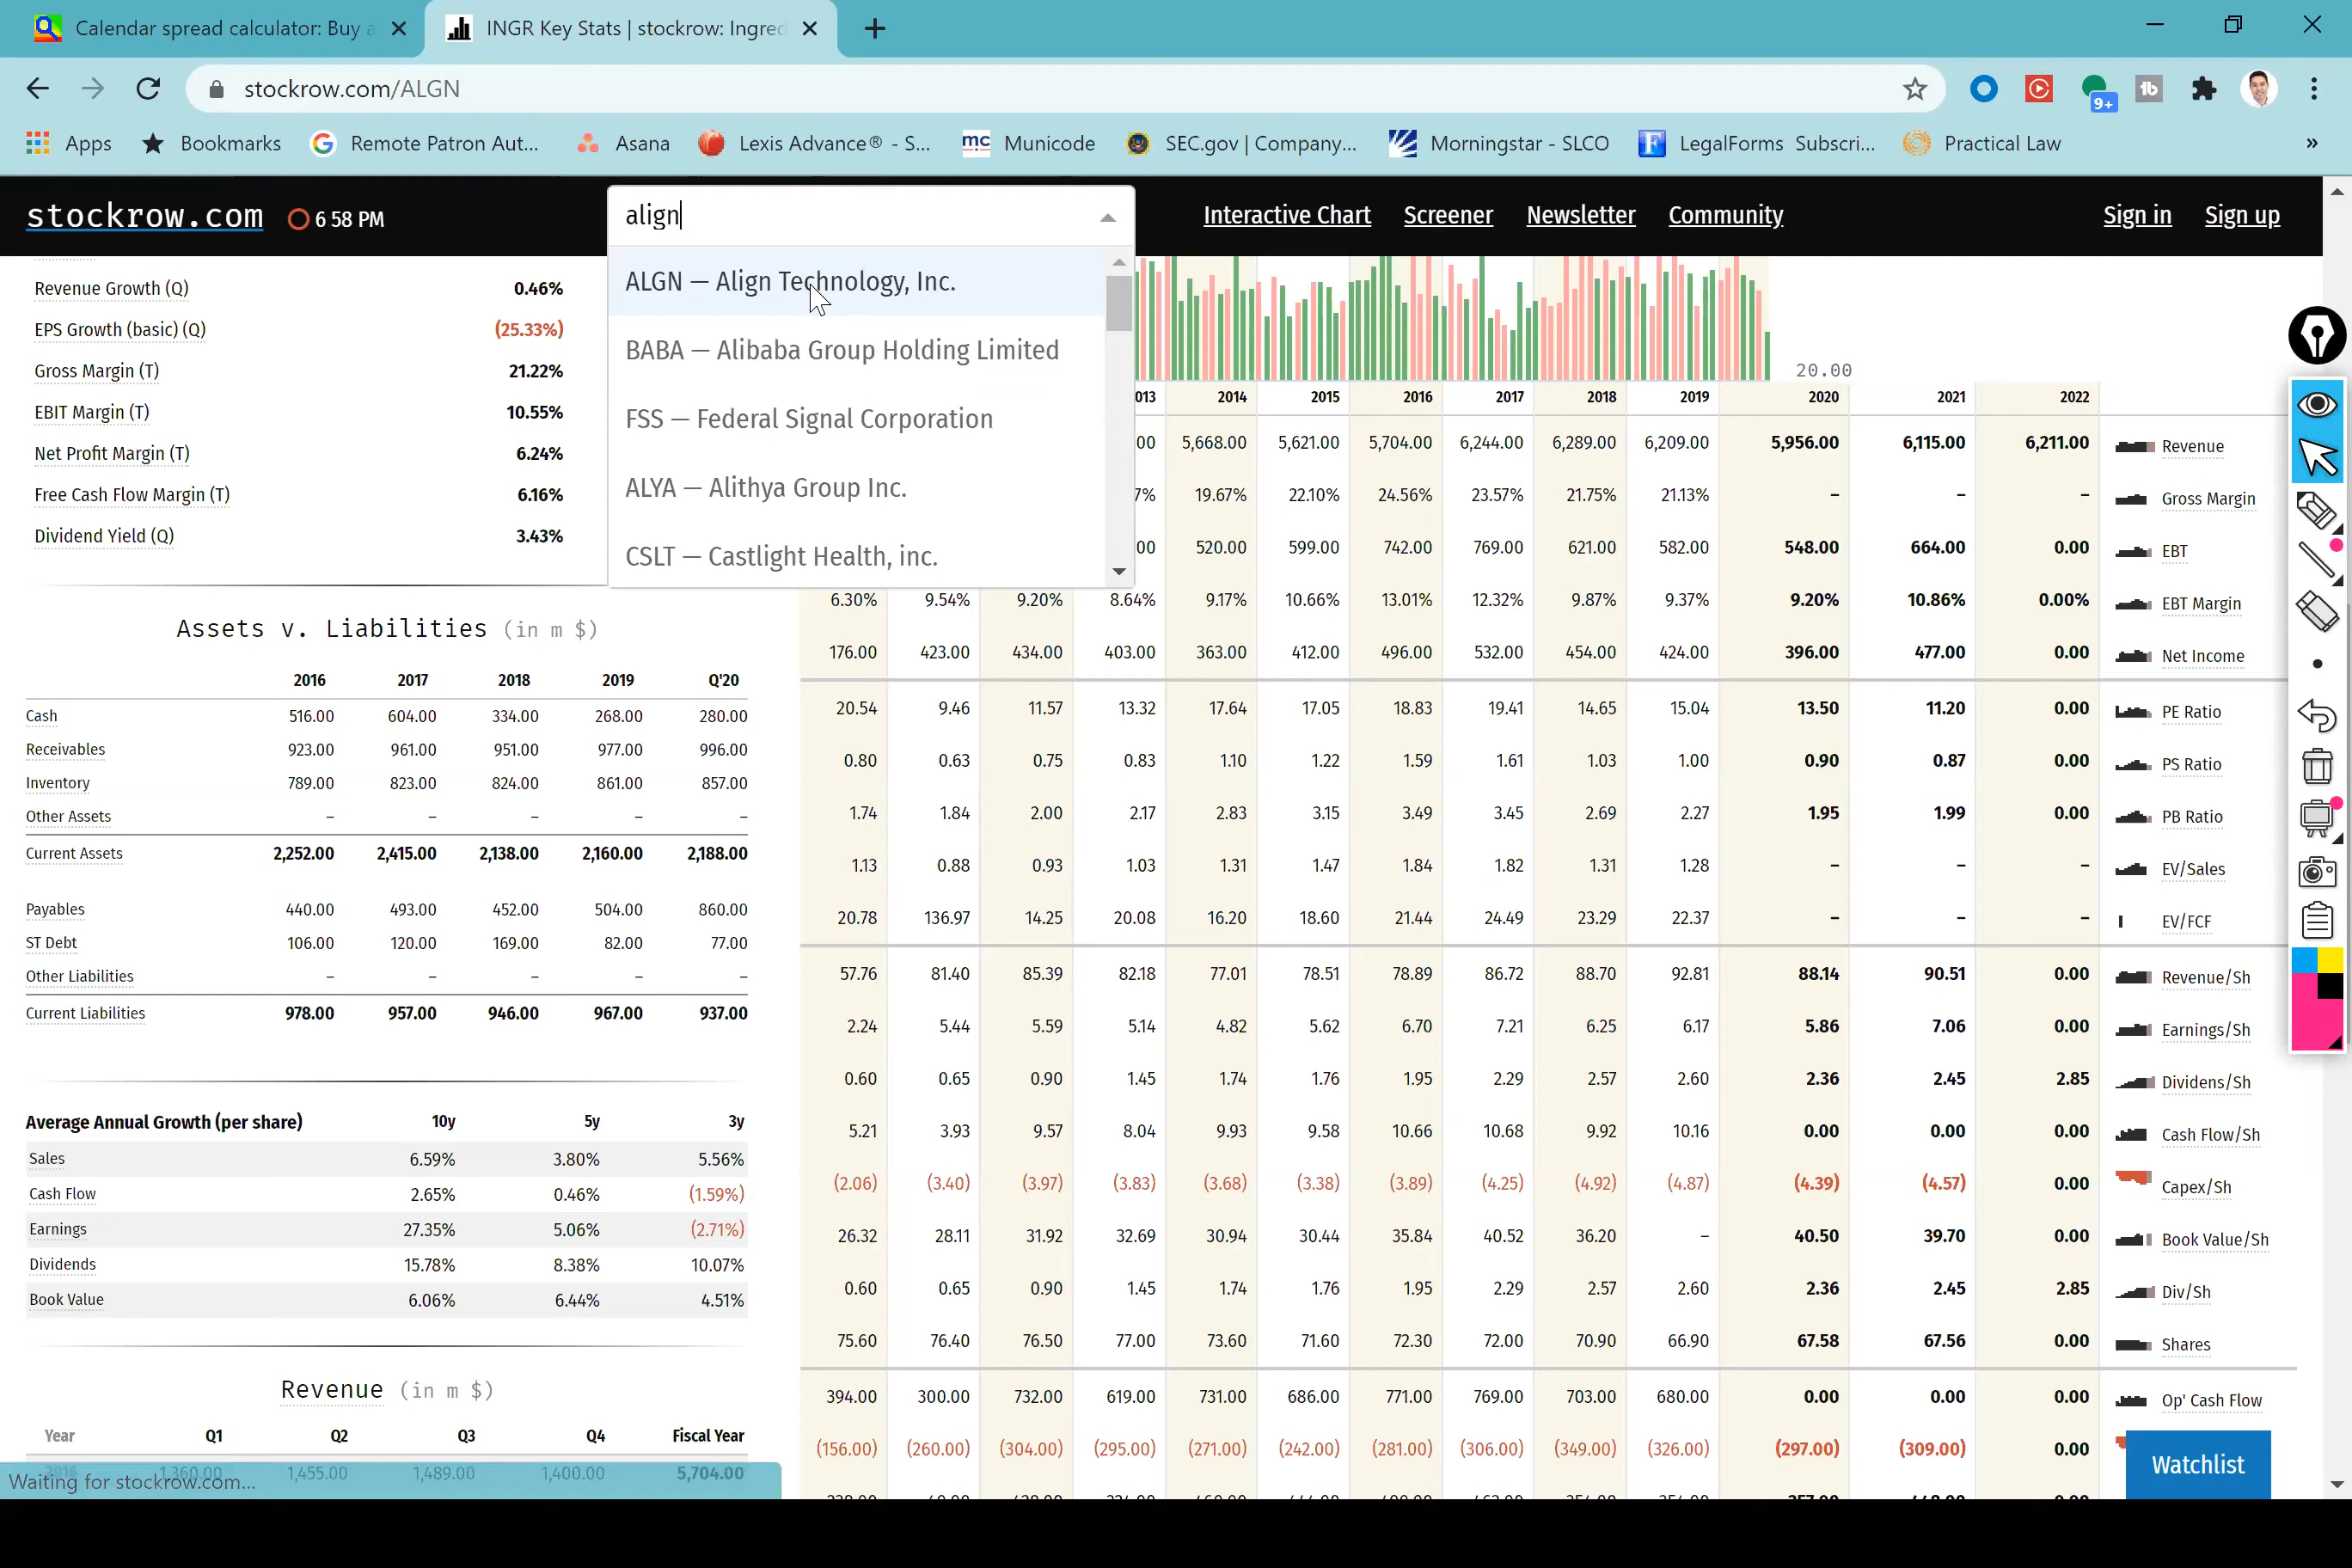 Calendar spread calculator: Buy a
INGR Key Stats | stockrow: Ingred
stockrow.com/ALGN
9+
Apps
Bookmarks
Remote Patron Aut...
Asana
Lexis Advance® - S...
mc
Municode
SEC.gov | Company...
Morningstar - SLCO
F
LegalForms Subscri...
Practical Law
»
stockrow.com
6 58 PM
align
Interactive Chart
Screener
Newsletter
Community
Sign in
Sign up
ALGN — Align Technology, Inc.
BABA — Alibaba Group Holding Limited
FSS — Federal Signal Corporation
ALYA — Alithya Group Inc.
CSLT — Castlight Health, inc.
Revenue Growth (Q) 0.46%
EPS Growth (basic) (Q) (25.33%)
Gross Margin (T) 21.22%
EBIT Margin (T) 10.55%
Net Profit Margin (T) 6.24%
Free Cash Flow Margin (T) 6.16%
Dividend Yield (Q) 3.43%
Assets v. Liabilities (in m $)
2016 2017 2018 2019 Q'20
Cash 516.00 604.00 334.00 268.00 280.00
Receivables 923.00 961.00 951.00 977.00 996.00
Inventory 789.00 823.00 824.00 861.00 857.00
Other Assets – – – – –
Current Assets 2,252.00 2,415.00 2,138.00 2,160.00 2,188.00
Payables 440.00 493.00 452.00 504.00 860.00
ST Debt 106.00 120.00 169.00 82.00 77.00
Other Liabilities – – – – –
Current Liabilities 978.00 957.00 946.00 967.00 937.00
Average Annual Growth (per share) 10y 5y 3y
Sales 6.59% 3.80% 5.56%
Cash Flow 2.65% 0.46% (1.59%)
Earnings 27.35% 5.06% (2.71%)
Dividends 15.78% 8.38% 10.07%
Book Value 6.06% 6.44% 4.51%
Revenue (in m $)
Year Q1 Q2 Q3 Q4 Fiscal Year
2016 1,360.00 1,455.00 1,489.00 1,400.00 5,704.00
Waiting for stockrow.com...
20.00
013 2014 2015 2016 2017 2018 2019 2020 2021 2022
00 5,668.00 5,621.00 5,704.00 6,244.00 6,289.00 6,209.00 5,956.00 6,115.00 6,211.00 Revenue
7% 19.67% 22.10% 24.56% 23.57% 21.75% 21.13% – – – Gross Margin
00 520.00 599.00 742.00 769.00 621.00 582.00 548.00 664.00 0.00 EBT
6.30% 9.54% 9.20% 8.64% 9.17% 10.66% 13.01% 12.32% 9.87% 9.37% 9.20% 10.86% 0.00% EBT Margin
176.00 423.00 434.00 403.00 363.00 412.00 496.00 532.00 454.00 424.00 396.00 477.00 0.00 Net Income
20.54 9.46 11.57 13.32 17.64 17.05 18.83 19.41 14.65 15.04 13.50 11.20 0.00 PE Ratio
0.80 0.63 0.75 0.83 1.10 1.22 1.59 1.61 1.03 1.00 0.90 0.87 0.00 PS Ratio
1.74 1.84 2.00 2.17 2.83 3.15 3.49 3.45 2.69 2.27 1.95 1.99 0.00 PB Ratio
1.13 0.88 0.93 1.03 1.31 1.47 1.84 1.82 1.31 1.28 – – – EV/Sales
20.78 136.97 14.25 20.08 16.20 18.60 21.44 24.49 23.29 22.37 – – – EV/FCF
57.76 81.40 85.39 82.18 77.01 78.51 78.89 86.72 88.70 92.81 88.14 90.51 0.00 Revenue/Sh
2.24 5.44 5.59 5.14 4.82 5.62 6.70 7.21 6.25 6.17 5.86 7.06 0.00 Earnings/Sh
0.60 0.65 0.90 1.45 1.74 1.76 1.95 2.29 2.57 2.60 2.36 2.45 2.85 Dividens/Sh
5.21 3.93 9.57 8.04 9.93 9.58 10.66 10.68 9.92 10.16 0.00 0.00 0.00 Cash Flow/Sh
(2.06) (3.40) (3.97) (3.83) (3.68) (3.38) (3.89) (4.25) (4.92) (4.87) (4.39) (4.57) 0.00 Capex/Sh
26.32 28.11 31.92 32.69 30.94 30.44 35.84 40.52 36.20 – 40.50 39.70 0.00 Book Value/Sh
0.60 0.65 0.90 1.45 1.74 1.76 1.95 2.29 2.57 2.60 2.36 2.45 2.85 Div/Sh
75.60 76.40 76.50 77.00 73.60 71.60 72.30 72.00 70.90 66.90 67.58 67.56 0.00 Shares
394.00 300.00 732.00 619.00 731.00 686.00 771.00 769.00 703.00 680.00 0.00 0.00 0.00 Op' Cash Flow
(156.00) (260.00) (304.00) (295.00) (271.00) (242.00) (281.00) (306.00) (349.00) (326.00) (297.00) (309.00) 0.00
Watchlist